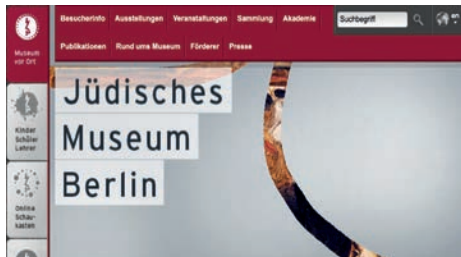 Besucherinfo Ausstellungen Veranstaltungen Sammlung Akademie
Suchbegriff
en
Publikationen Rund ums Museum Förderer Presse
Museum
vor Ort
Kinder
Schüler
Lehrer
Online
Schau-
kasten
Jüdisches
Museum
Berlin